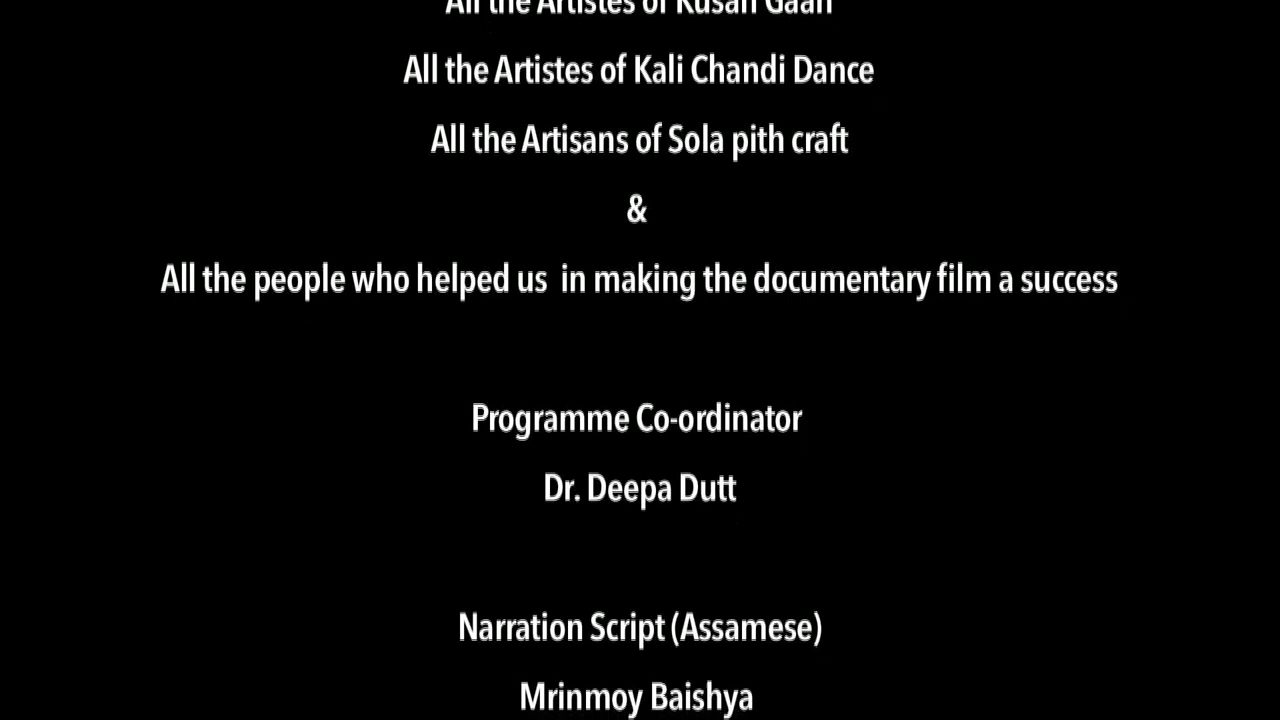 All the Artistes of Kusan Gaan
All the Artistes of Kali Chandi Dance
All the Artisans of Sola pith craft
&
All the people who helped us in making the documentary film a success
Programme Co-ordinator
Dr. Deepa Dutt
Narration Script (Assamese)
Mrinmoy Baishya